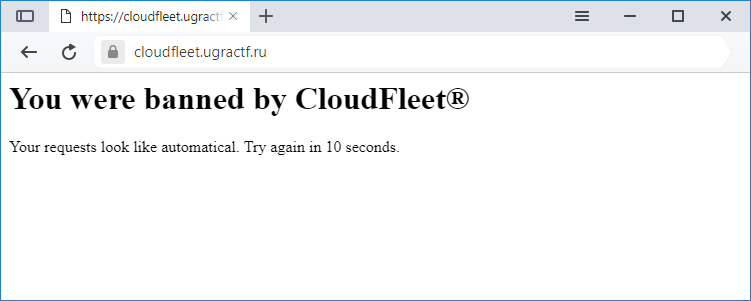 https://cloudfleet.ugractf
cloudfleet.ugractf.ru
You were banned by CloudFleet®
Your requests look like automatical. Try again in 10 seconds.